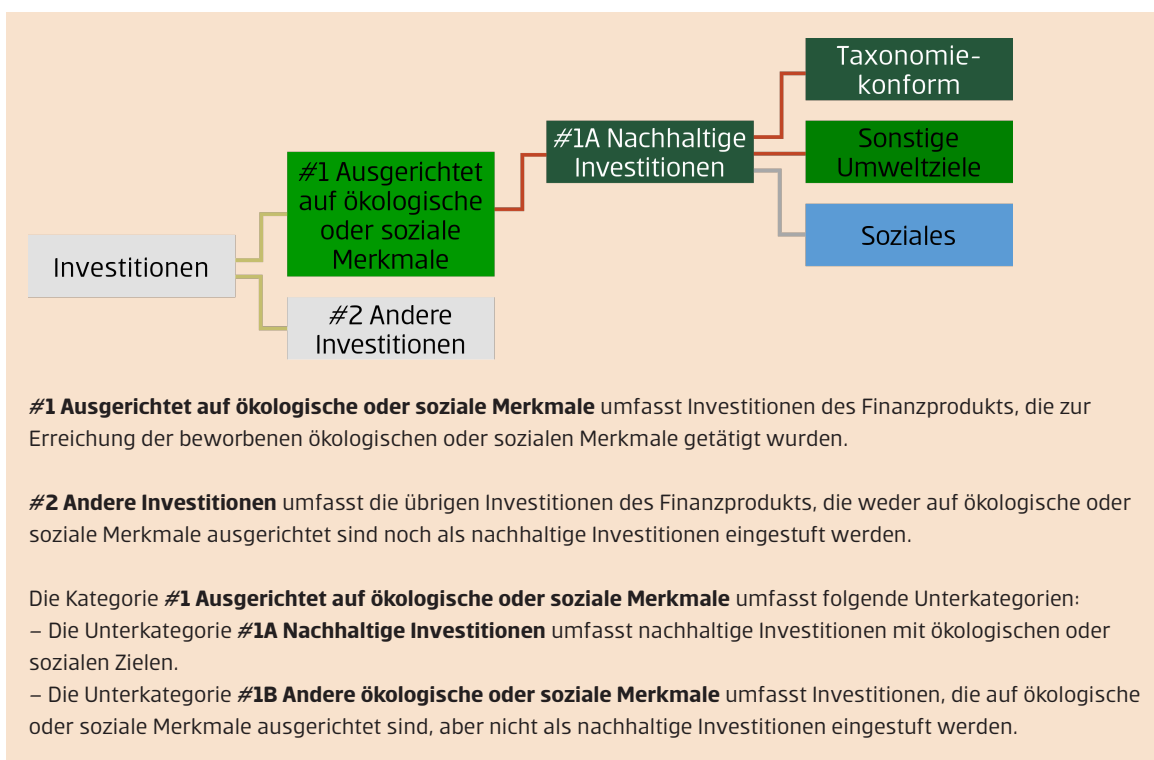 Taxonomie-
konform
#1A Nachhaltige
Investitionen
Sonstige
Umweltziele
#1 Ausgerichtet
auf ökologische
oder soziale
Merkmale
Soziales
Investitionen
#2 Andere
Investitionen
#1 Ausgerichtet auf ökologische oder soziale Merkmale umfasst Investitionen des Finanzprodukts, die zur
Erreichung der beworbenen ökologischen oder sozialen Merkmale getätigt wurden.
#2 Andere Investitionen umfasst die übrigen Investitionen des Finanzprodukts, die weder auf ökologische oder
soziale Merkmale ausgerichtet sind noch als nachhaltige Investitionen eingestuft werden.
Die Kategorie #1 Ausgerichtet auf ökologische oder soziale Merkmale umfasst folgende Unterkategorien:
– Die Unterkategorie #1A Nachhaltige Investitionen umfasst nachhaltige Investitionen mit ökologischen oder
sozialen Zielen.
– Die Unterkategorie #1B Andere ökologische oder soziale Merkmale umfasst Investitionen, die auf ökologische
oder soziale Merkmale ausgerichtet sind, aber nicht als nachhaltige Investitionen eingestuft werden.